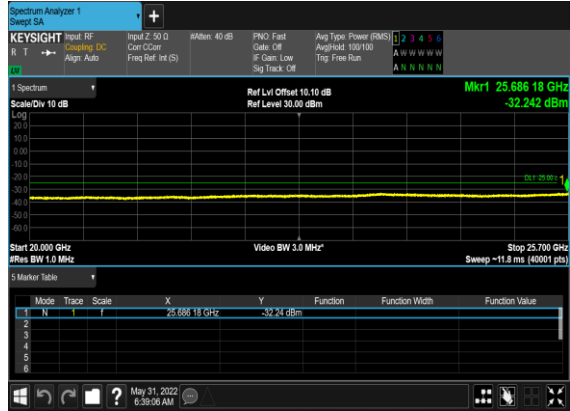 Spectrum Analyzer 1
Swept SA
KEYSIGHT
R T
LV
Input: RF
Coupling: DC
Align: Auto
Input Z: 50 Ω
Corr CCorr
Freq Ref: Int (S)
#Atten: 40 dB
PNO: Fast
Gate: Off
IF Gain: Low
Sig Track: Off
Avg Type: Power (RMS)
Avg|Hold: 100/100
Trig: Free Run
1 2 3 4 5 6
A W W W W W
A N N N N N
1 Spectrum
Scale/Div 10 dB
Ref Lvl Offset 10.10 dB
Ref Level 30.00 dBm
Mkr1 25.686 18 GHz
-32.242 dBm
Log
20.0
10.0
0.00
-10.0
-20.0
-30.0
-40.0
-50.0
-60.0
1
Start 20.000 GHz
#Res BW 1.0 MHz
Video BW 3.0 MHz*
Stop 25.700 GHz
Sweep ~11.8 ms (40001 pts)
5 Marker Table
Mode Trace Scale X Y Function Function Width Function Value
1 N 1 f 25.686 18 GHz -32.24 dBm
2
3
4
5
6
?
May 31, 2022
6:39:06 AM